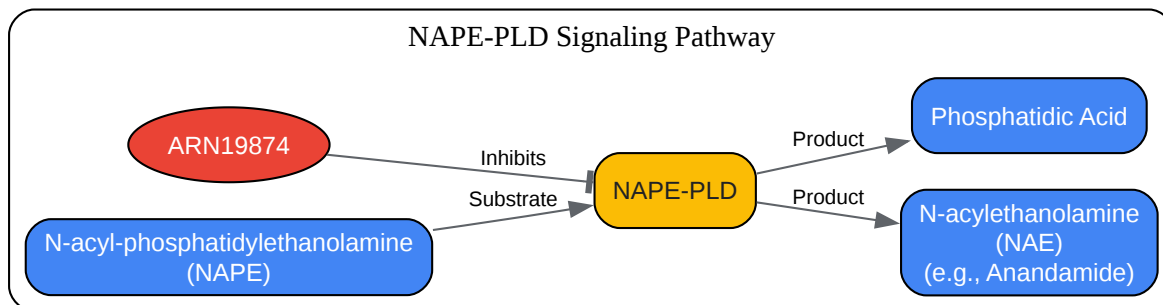 NAPE-PLD Signaling Pathway
ARN19874
Inhibits
N-acyl-phosphatidylethanolamine
(NAPE)
Substrate
NAPE-PLD
Product
Phosphatidic Acid
Product
N-acylethanolamine
(NAE)
(e.g., Anandamide)